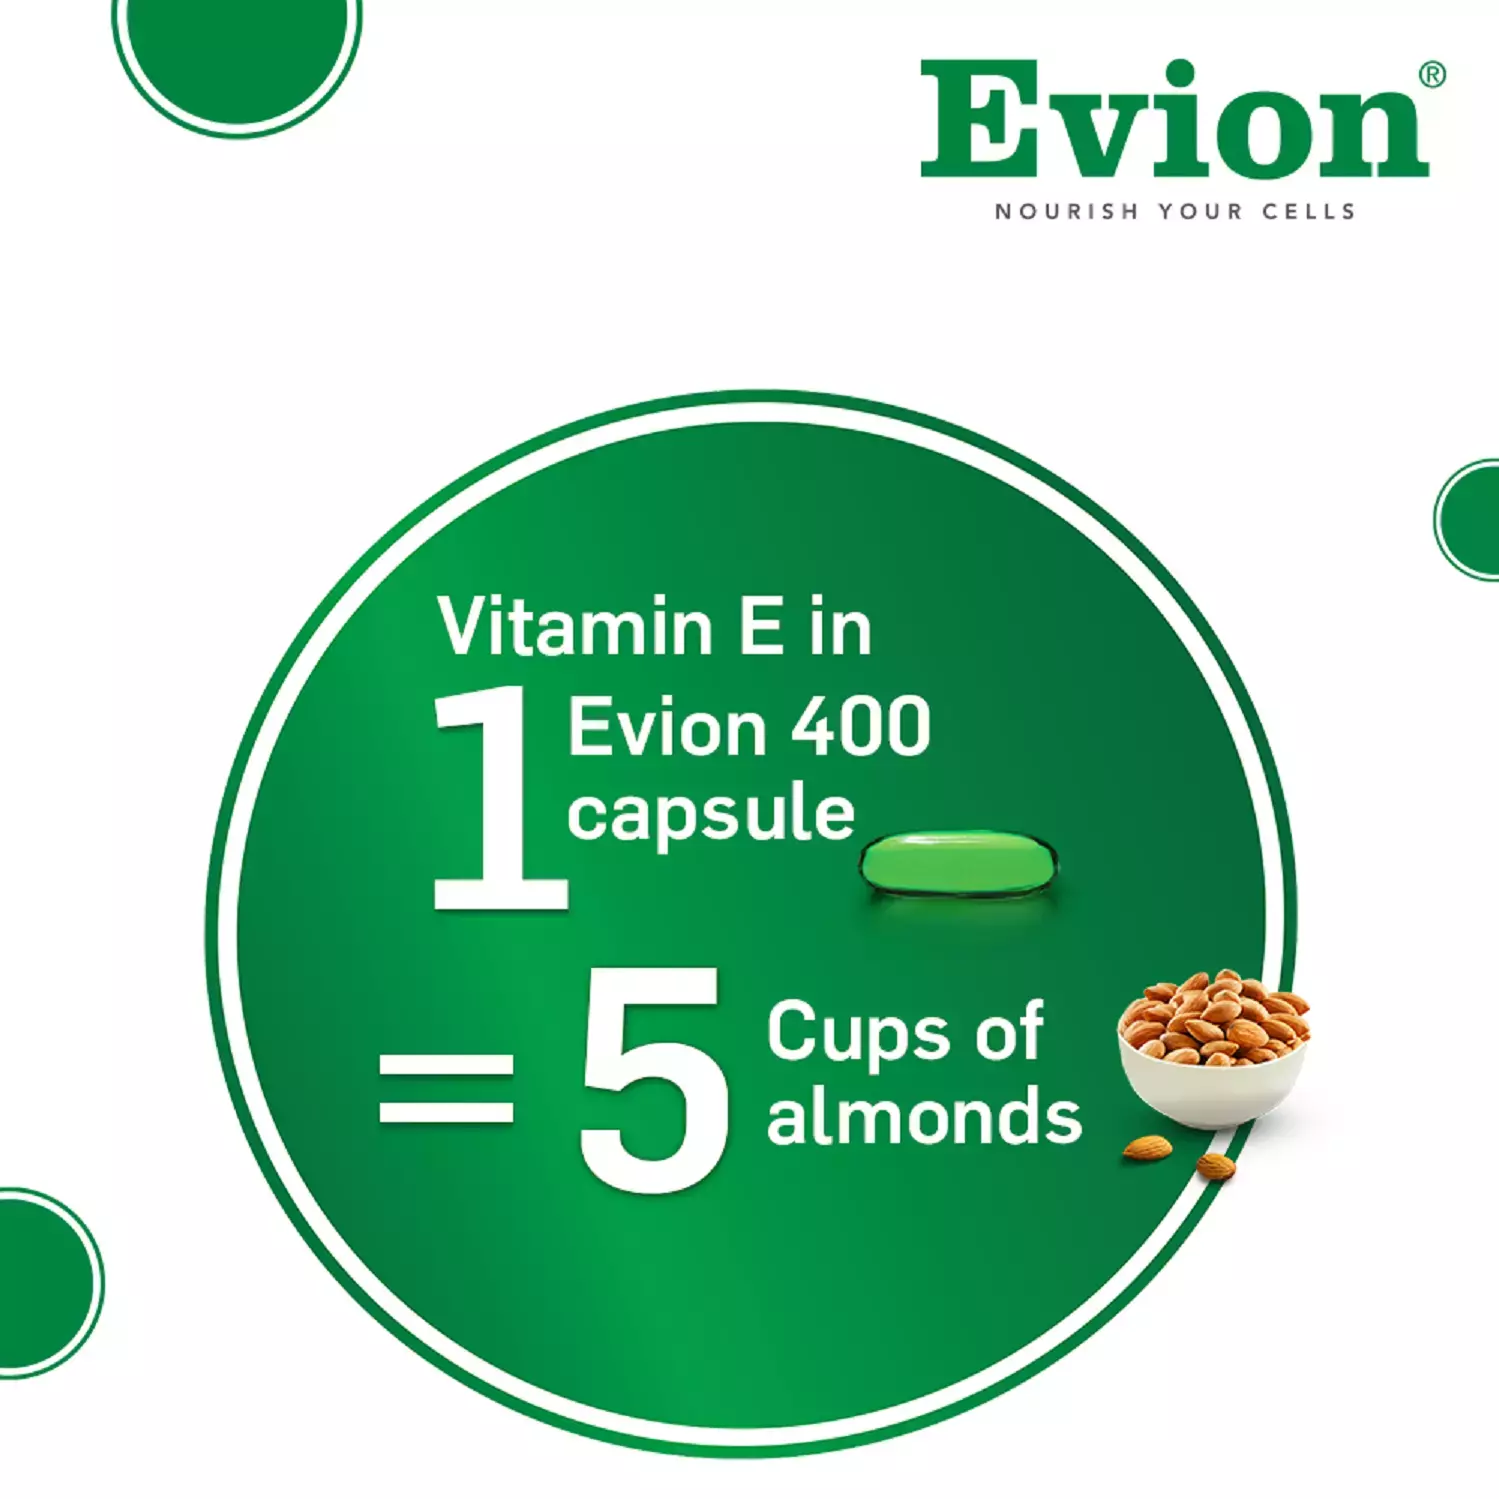 Evion®
NOURISH YOUR CELLS
Vitamin E in
1 Evion 400
capsule
= 5 Cups of
almonds